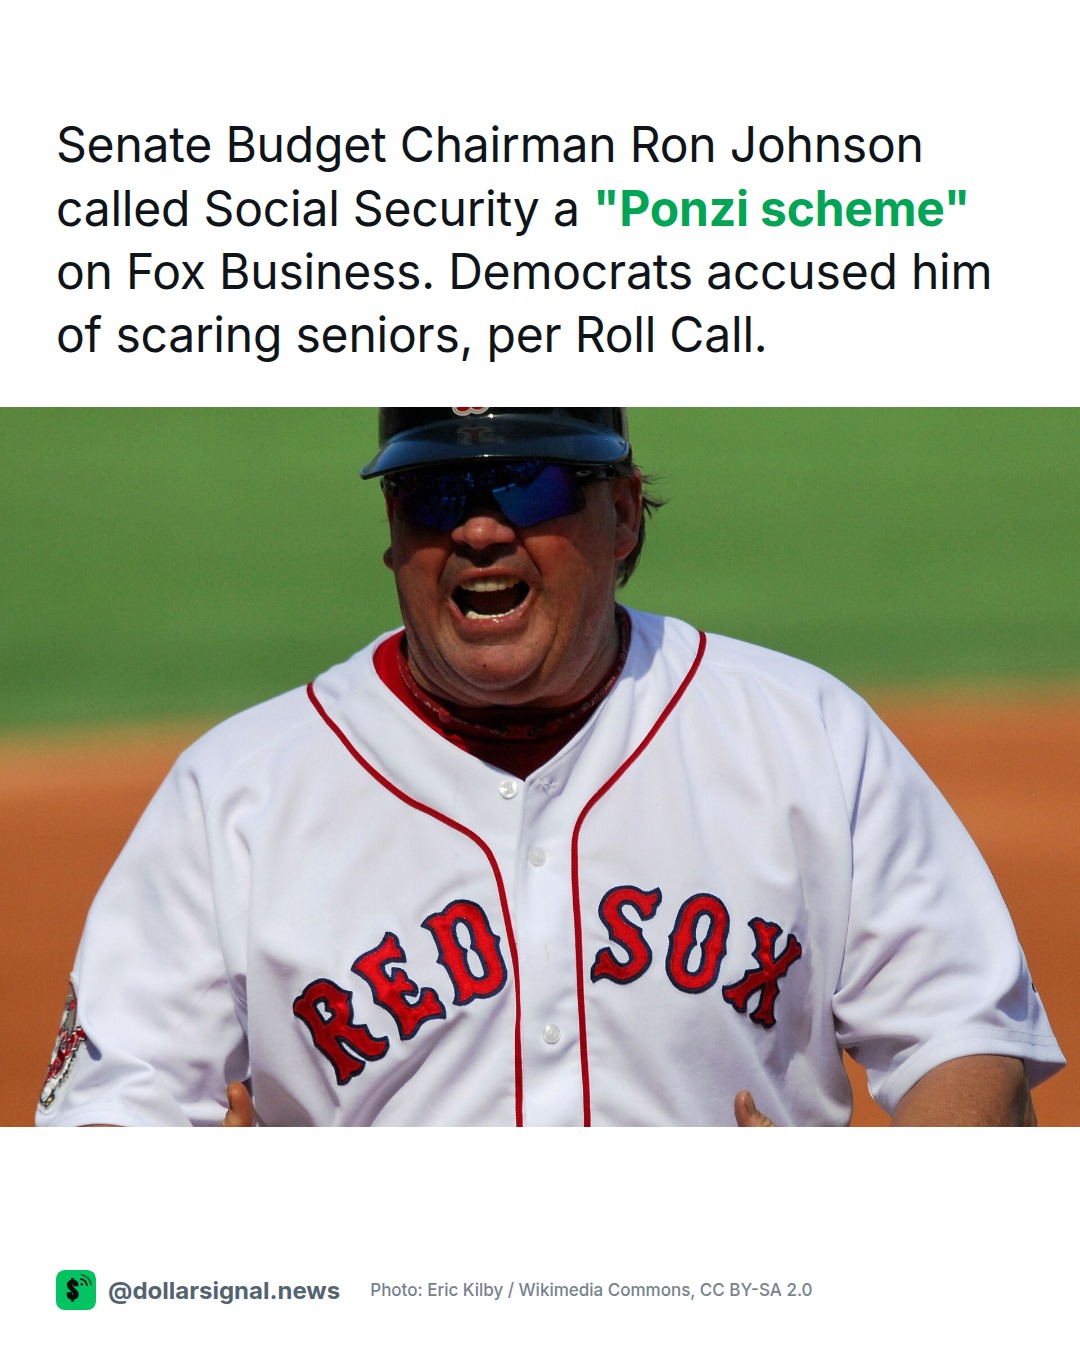 Senate Budget Chairman Ron Johnson
called Social Security a "Ponzi scheme"
on Fox Business. Democrats accused him
of scaring seniors, per Roll Call.
RED SOX
@dollarsignal.news
Photo: Eric Kilby / Wikimedia Commons, CC BY-SA 2.0